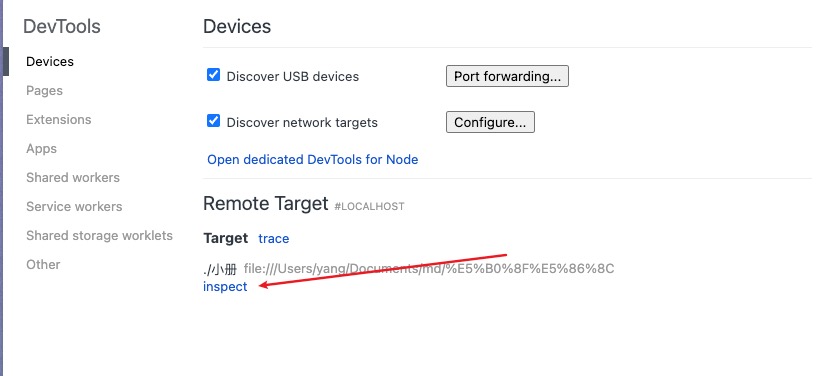 DevTools
Devices
Pages
Extensions
Apps
Shared workers
Service workers
Shared storage worklets
Other
Devices
Discover USB devices Port forwarding...
Discover network targets Configure...
Open dedicated DevTools for Node
Remote Target #LOCALHOST
Target trace
./小册 file:///Users/yang/Documents/md/%E5%B0%8F%E5%86%8C
inspect